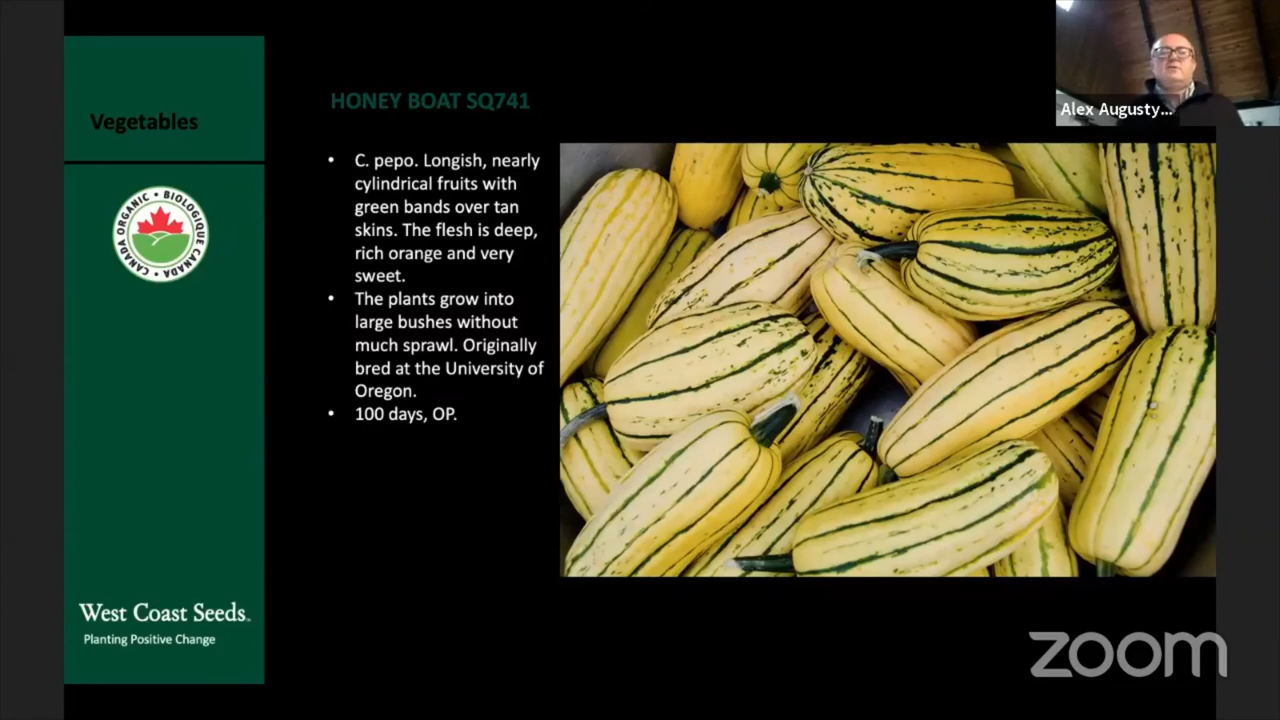 Vegetables
CANADA ORGANIC • BIOLOGIQUE CANADA •
West Coast Seeds.
Planting Positive Change
HONEY BOAT SQ741
• C. pepo. Longish, nearly
cylindrical fruits with
green bands over tan
skins. The flesh is deep,
rich orange and very
sweet.
• The plants grow into
large bushes without
much sprawl. Originally
bred at the University of
Oregon.
• 100 days, OP.
Alex Augusty...
zoom